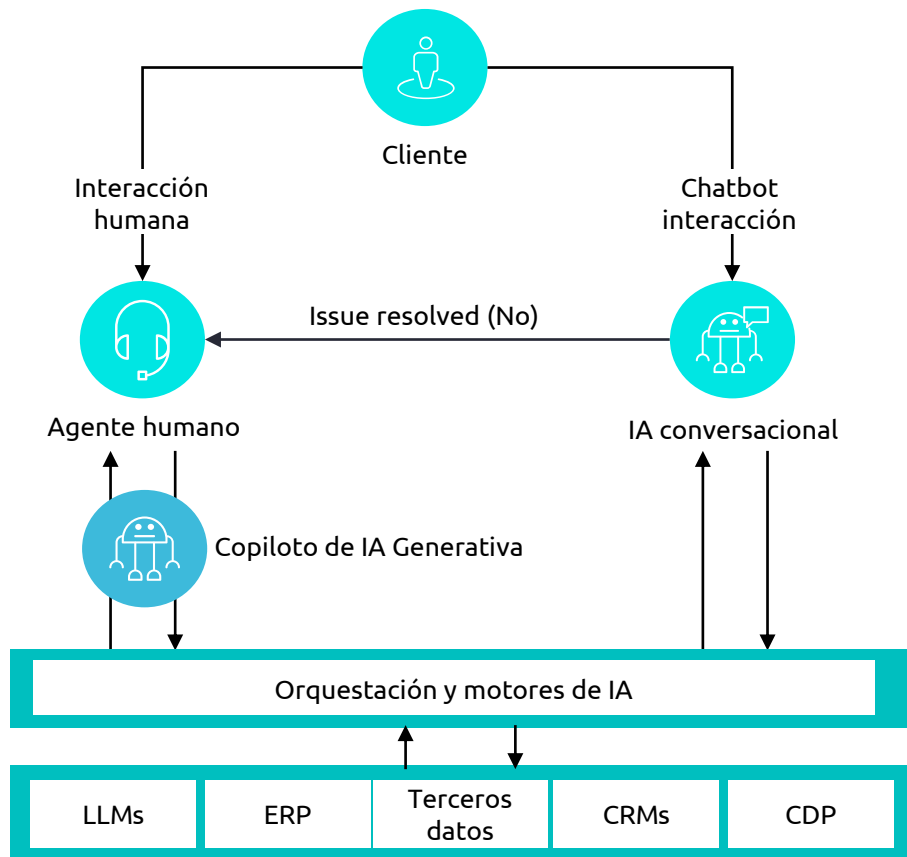 Cliente
Interacción
humana
Chatbot
interacción
Issue resolved (No)
Agente humano
IA conversacional
Copiloto de IA Generativa
Orquestación y motores de IA
LLMs
ERP
Terceros
datos
CRMs
CDP